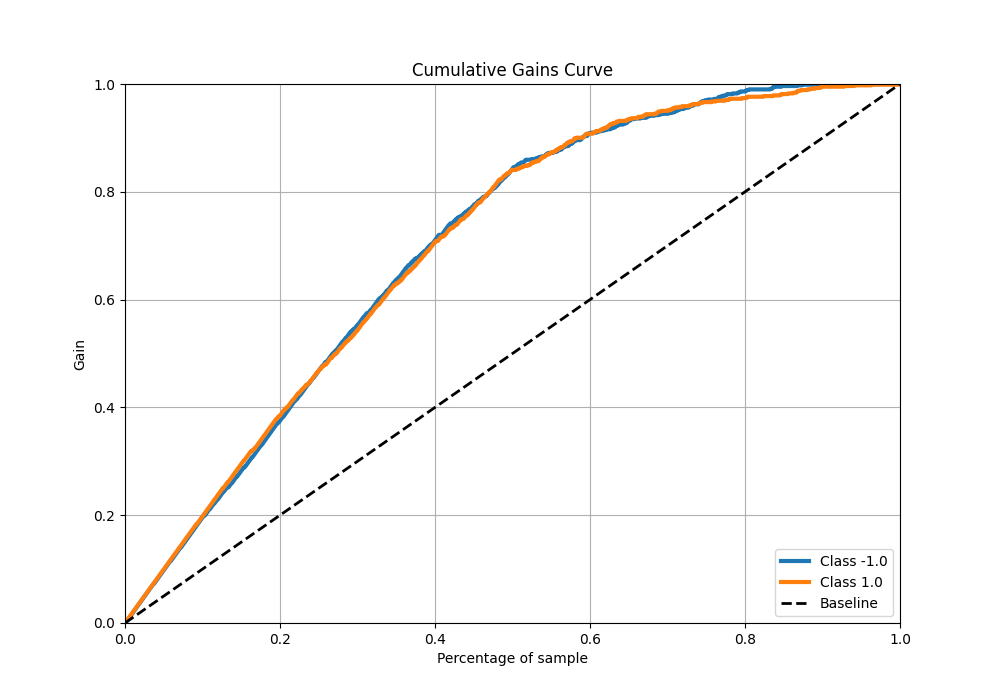 Cumulative Gains Curve
1.0
0.8
0.6
0.4
0.2
0.0
Gain
0.0 0.2 0.4 0.6 0.8 1.0
Percentage of sample
Class -1.0
Class 1.0
Baseline